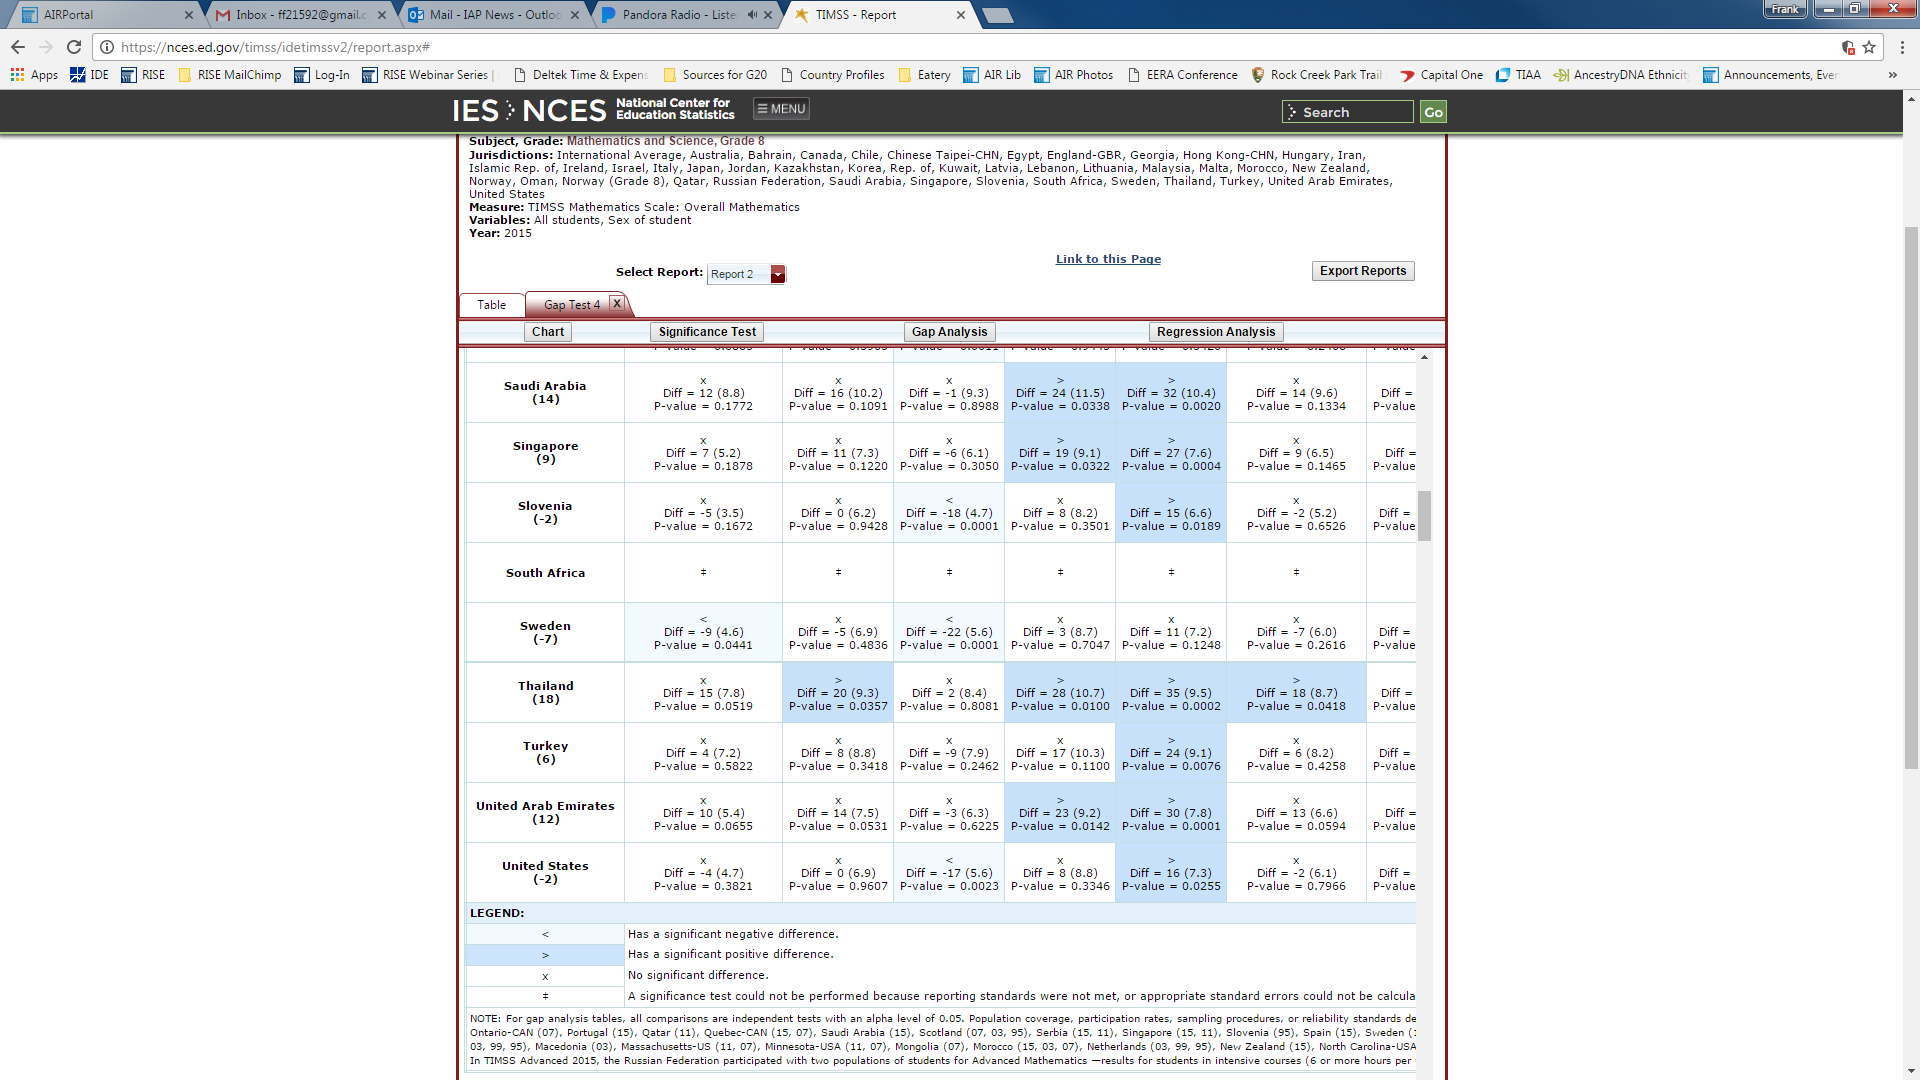 AIRPortal
Inbox - ff21592@gmail.c
Mail - IAP News - Outloo
Pandora Radio - Liste
TIMSS - Report
Frank
https://nces.ed.gov/timss/idetimssv2/report.aspx#
Apps IDE RISE RISE MailChimp Log-In RISE Webinar Series | Deltek Time & Expens Sources for G20 Country Profiles Eatery AIR Lib AIR Photos EERA Conference Rock Creek Park Trail Capital One TIAA AncestryDNA Ethnicit Announcements, Even »
IES NCES National Center for
Education Statistics
MENU
Search
Go
Subject, Grade: Mathematics and Science, Grade 8
Jurisdictions: International Average, Australia, Bahrain, Canada, Chile, Chinese Taipei-CHN, Egypt, England-GBR, Georgia, Hong Kong-CHN, Hungary, Iran,
Islamic Rep. of, Ireland, Israel, Italy, Japan, Jordan, Kazakhstan, Korea, Rep. of, Kuwait, Latvia, Lebanon, Lithuania, Malaysia, Malta, Morocco, New Zealand,
Norway, Oman, Norway (Grade 8), Qatar, Russian Federation, Saudi Arabia, Singapore, Slovenia, South Africa, Sweden, Thailand, Turkey, United Arab Emirates,
United States
Measure: TIMSS Mathematics Scale: Overall Mathematics
Variables: All students, Sex of student
Year: 2015
Link to this Page
Select Report: Report 2
Export Reports
Table Gap Test 4 X
Chart Significance Test Gap Analysis Regression Analysis
x x x > > x
Saudi Arabia Diff = 12 (8.8) Diff = 16 (10.2) Diff = -1 (9.3) Diff = 24 (11.5) Diff = 32 (10.4) Diff = 14 (9.6) Diff =
(14) P-value = 0.1772 P-value = 0.1091 P-value = 0.8988 P-value = 0.0338 P-value = 0.0020 P-value = 0.1334 P-value
x x x > > x
Singapore Diff = 7 (5.2) Diff = 11 (7.3) Diff = -6 (6.1) Diff = 19 (9.1) Diff = 27 (7.6) Diff = 9 (6.5) Diff =
(9) P-value = 0.1878 P-value = 0.1220 P-value = 0.3050 P-value = 0.0322 P-value = 0.0004 P-value = 0.1465 P-value
x x < x > x
Slovenia Diff = -5 (3.5) Diff = 0 (6.2) Diff = -18 (4.7) Diff = 8 (8.2) Diff = 15 (6.6) Diff = -2 (5.2) Diff =
(-2) P-value = 0.1672 P-value = 0.9428 P-value = 0.0001 P-value = 0.3501 P-value = 0.0189 P-value = 0.6526 P-value
South Africa ‡ ‡ ‡ ‡ ‡ ‡
< x < x x x
Sweden Diff = -9 (4.6) Diff = -5 (6.9) Diff = -22 (5.6) Diff = 3 (8.7) Diff = 11 (7.2) Diff = -7 (6.0) Diff =
(-7) P-value = 0.0441 P-value = 0.4836 P-value = 0.0001 P-value = 0.7047 P-value = 0.1248 P-value = 0.2616 P-value
x > x > > >
Thailand Diff = 15 (7.8) Diff = 20 (9.3) Diff = 2 (8.4) Diff = 28 (10.7) Diff = 35 (9.5) Diff = 18 (8.7) Diff =
(18) P-value = 0.0519 P-value = 0.0357 P-value = 0.8081 P-value = 0.0100 P-value = 0.0002 P-value = 0.0418 P-value
x x x x > x
Turkey Diff = 4 (7.2) Diff = 8 (8.8) Diff = -9 (7.9) Diff = 17 (10.3) Diff = 24 (9.1) Diff = 6 (8.2) Diff =
(6) P-value = 0.5822 P-value = 0.3418 P-value = 0.2462 P-value = 0.1100 P-value = 0.0076 P-value = 0.4258 P-value
x x x > > x
United Arab Emirates Diff = 10 (5.4) Diff = 14 (7.5) Diff = -3 (6.3) Diff = 23 (9.2) Diff = 30 (7.8) Diff = 13 (6.6) Diff =
(12) P-value = 0.0655 P-value = 0.0531 P-value = 0.6225 P-value = 0.0142 P-value = 0.0001 P-value = 0.0594 P-value
x x < x > x
United States Diff = -4 (4.7) Diff = 0 (6.9) Diff = -17 (5.6) Diff = 8 (8.8) Diff = 16 (7.3) Diff = -2 (6.1) Diff =
(-2) P-value = 0.3821 P-value = 0.9607 P-value = 0.0023 P-value = 0.3346 P-value = 0.0255 P-value = 0.7966 P-value
LEGEND:
< Has a significant negative difference.
> Has a significant positive difference.
x No significant difference.
‡ A significance test could not be performed because reporting standards were not met, or appropriate standard errors could not be calcula
NOTE: For gap analysis tables, all comparisons are independent tests with an alpha level of 0.05. Population coverage, participation rates, sampling procedures, or reliability standards de
Ontario-CAN (07), Portugal (15), Qatar (11), Quebec-CAN (15, 07), Saudi Arabia (15), Scotland (07, 03, 95), Serbia (15, 11), Singapore (15, 11), Slovenia (95), Spain (15), Sweden (1
03, 99, 95), Macedonia (03), Massachusetts-US (11, 07), Minnesota-USA (11, 07), Mongolia (07), Morocco (15, 03, 07), Netherlands (03, 99, 95), New Zealand (15), North Carolina-USA
In TIMSS Advanced 2015, the Russian Federation participated with two populations of students for Advanced Mathematics —results for students in intensive courses (6 or more hours per